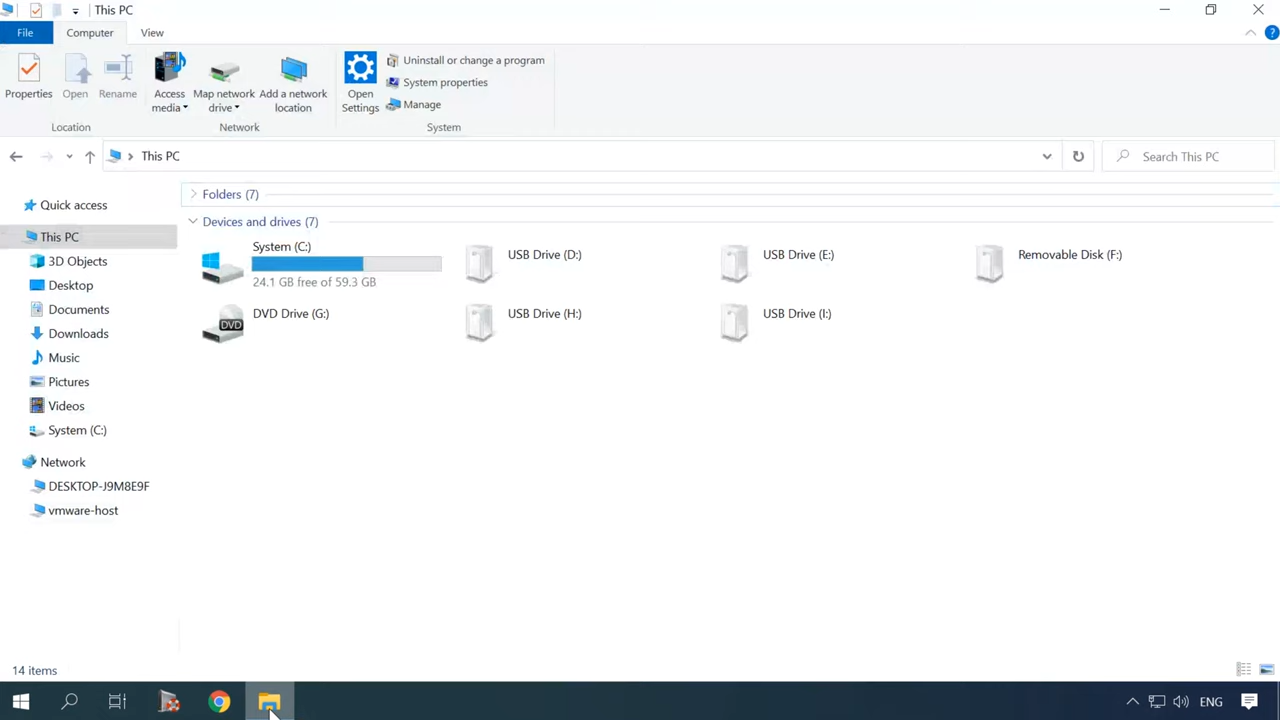 This PC
File Computer View
Properties Open Rename Access media Map network drive Add a network location Open Settings
Uninstall or change a program
System properties
Manage
Location Network System
This PC
Search This PC
Quick access
This PC
3D Objects
Desktop
Documents
Downloads
Music
Pictures
Videos
System (C:)
Network
DESKTOP-J9M8E9F
vmware-host
Folders (7)
Devices and drives (7)
System (C:)
24.1 GB free of 59.3 GB
USB Drive (D:)
USB Drive (E:)
Removable Disk (F:)
DVD
DVD Drive (G:)
USB Drive (H:)
USB Drive (I:)
14 items
ENG